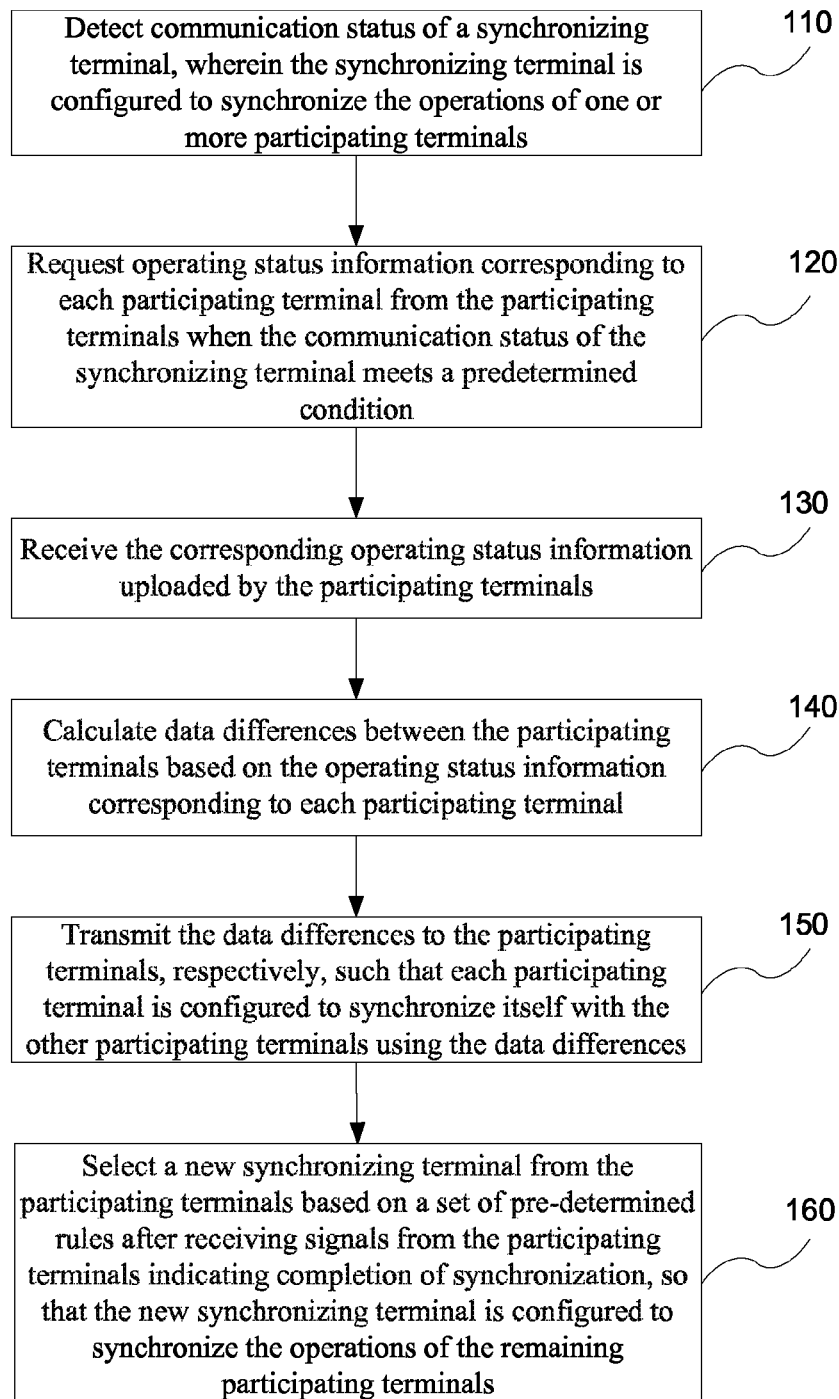 Detect communication status of a synchronizing
terminal, wherein the synchronizing terminal is
configured to synchronize the operations of one or
more participating terminals
110
Request operating status information corresponding to
each participating terminal from the participating
terminals when the communication status of the
synchronizing terminal meets a predetermined
condition
120
Receive the corresponding operating status information
uploaded by the participating terminals
130
Calculate data differences between the participating
terminals based on the operating status information
corresponding to each participating terminal
140
Transmit the data differences to the participating
terminals, respectively, such that each participating
terminal is configured to synchronize itself with the
other participating terminals using the data differences
150
Select a new synchronizing terminal from the
participating terminals based on a set of pre-determined
rules after receiving signals from the participating
terminals indicating completion of synchronization, so
that the new synchronizing terminal is configured to
synchronize the operations of the remaining
participating terminals
160